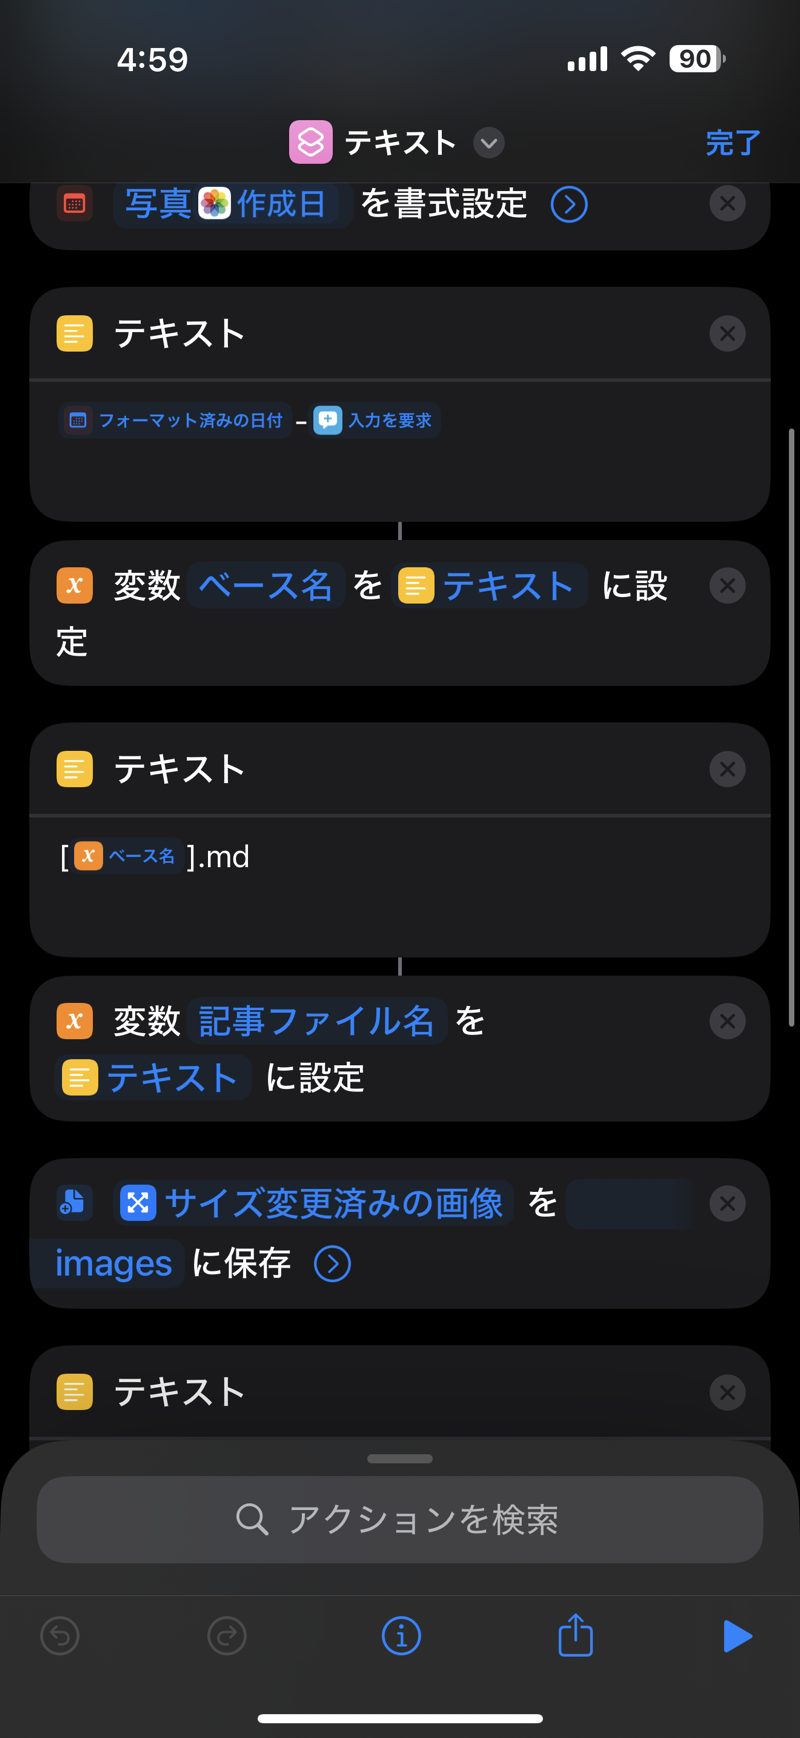 4:59
90
テキスト
完了
写真 作成日 を書式設定
テキスト
フォーマット済みの日付 – 入力を要求
x 変数 ベース名 を テキスト に設
定
テキスト
[ x ベース名 ].md
x 変数 記事ファイル名 を
テキスト に設定
サイズ変更済みの画像 を
images に保存
テキスト
アクションを検索